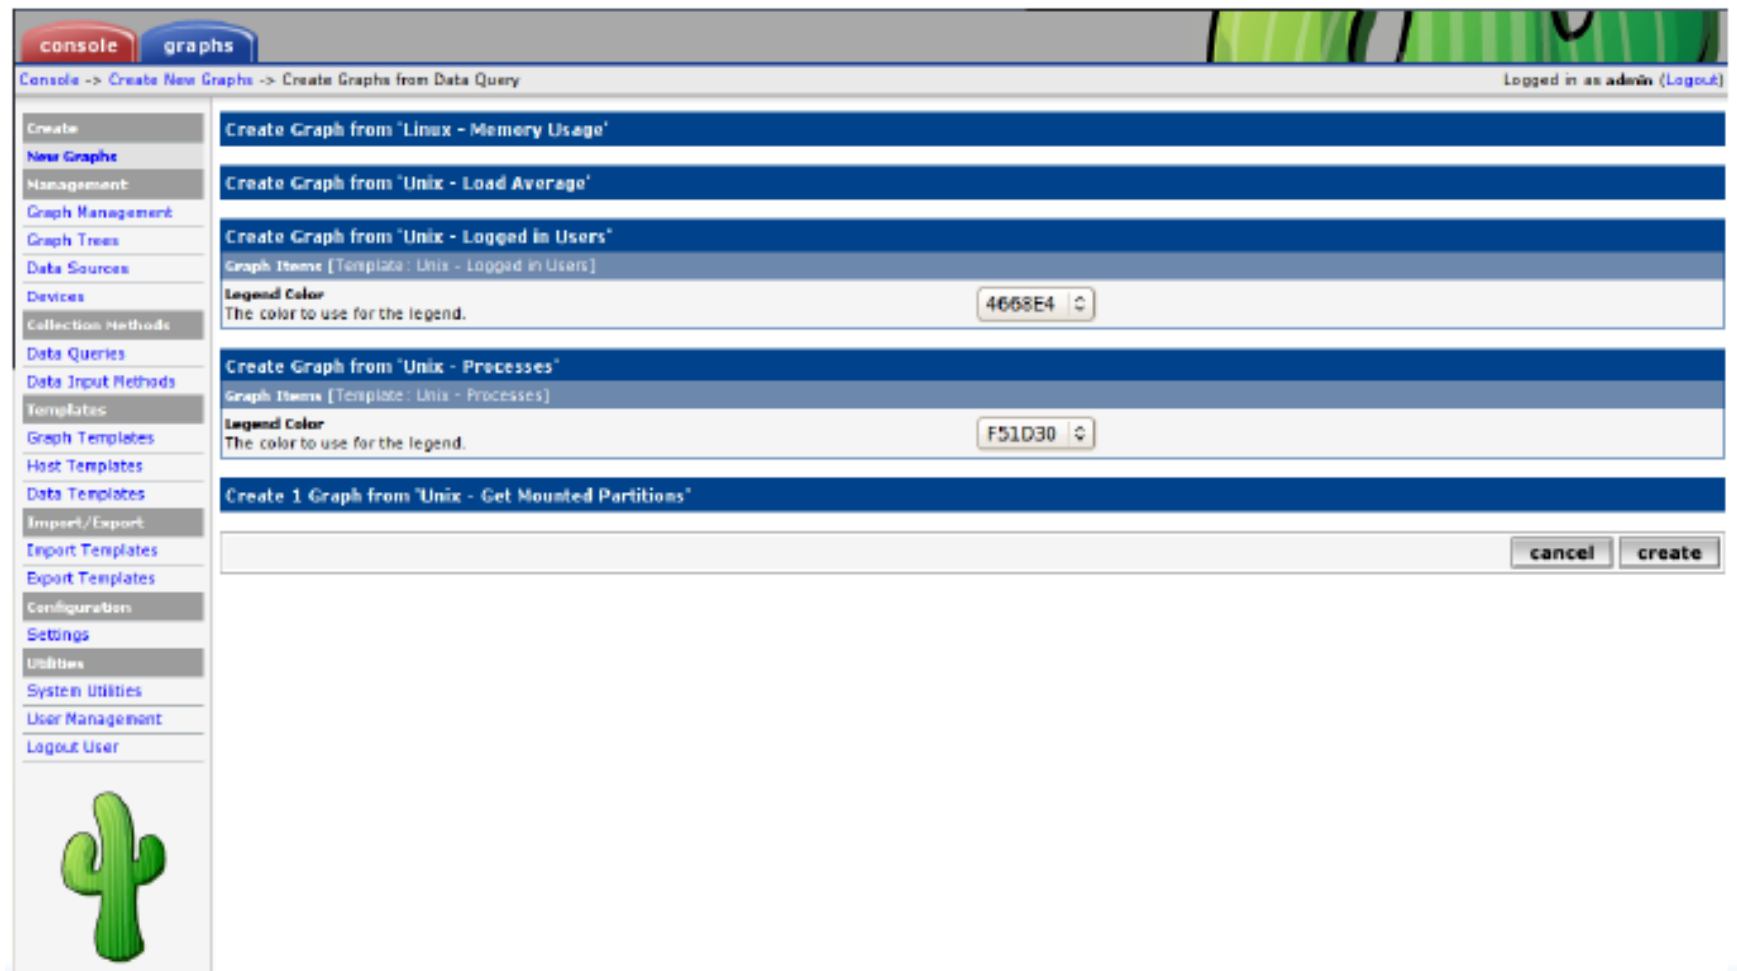 console graphs
Console -> Create New Graphs -> Create Graphs from Data Query
Logged in as admin (Logout)
Create
New Graphs
Management
Graph Management
Graph Trees
Data Sources
Devices
Collection Methods
Data Queries
Data Input Methods
Templates
Graph Templates
Host Templates
Data Templates
Import/Export
Import Templates
Export Templates
Configuration
Settings
Utilities
System Utilities
User Management
Logout User
Create Graph from 'Linux - Memory Usage'
Create Graph from 'Unix - Load Average'
Create Graph from 'Unix - Logged in Users'
Graph Items [Template: Unix - Logged in Users]
Legend Color
The color to use for the legend.
4668E4
Create Graph from 'Unix - Processes'
Graph Items [Template: Unix - Processes]
Legend Color
The color to use for the legend.
F51D30
Create 1 Graph from 'Unix - Get Mounted Partitions'
cancel create